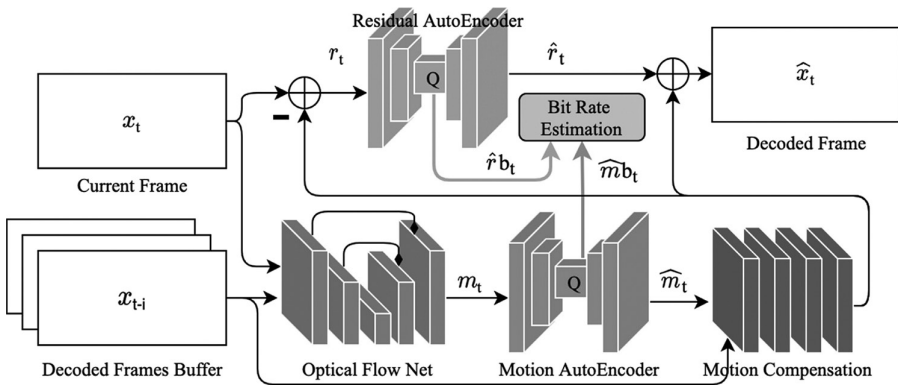 Residual AutoEncoder
r_t
r̂_t
Q
x_t
x̂_t
Bit Rate
Estimation
Decoded Frame
Current Frame
r̂b_t
m̂b_t
x_{t-i}
m_t
Q
m̂_t
Decoded Frames Buffer
Optical Flow Net
Motion AutoEncoder
Motion Compensation